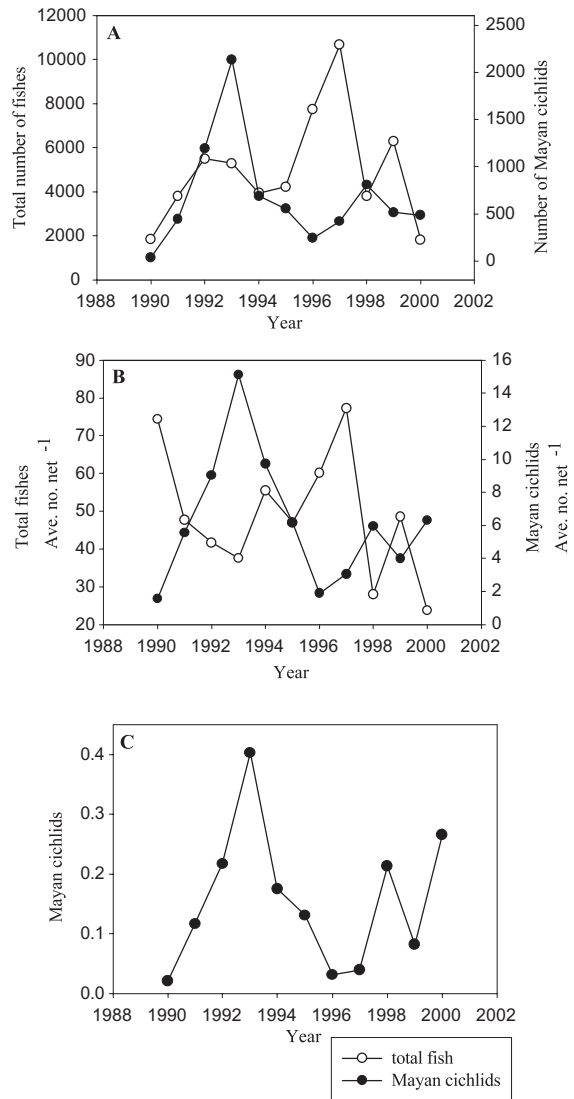 A
12000
10000
8000
6000
4000
2000
0
Total number of fishes
2500
2000
1500
1000
500
0
Number of Mayan cichlids
1988 1990 1992 1994 1996 1998 2000 2002
Year
B
90
80
70
60
50
40
30
20
Total fishes
Ave. no. net -1
16
14
12
10
8
6
4
2
0
Mayan cichlids
Ave. no. net -1
1988 1990 1992 1994 1996 1998 2000 2002
Year
C
0.4
0.3
0.2
0.1
0.0
Mayan cichlids
1988 1990 1992 1994 1996 1998 2000 2002
Year
total fish
Mayan cichlids